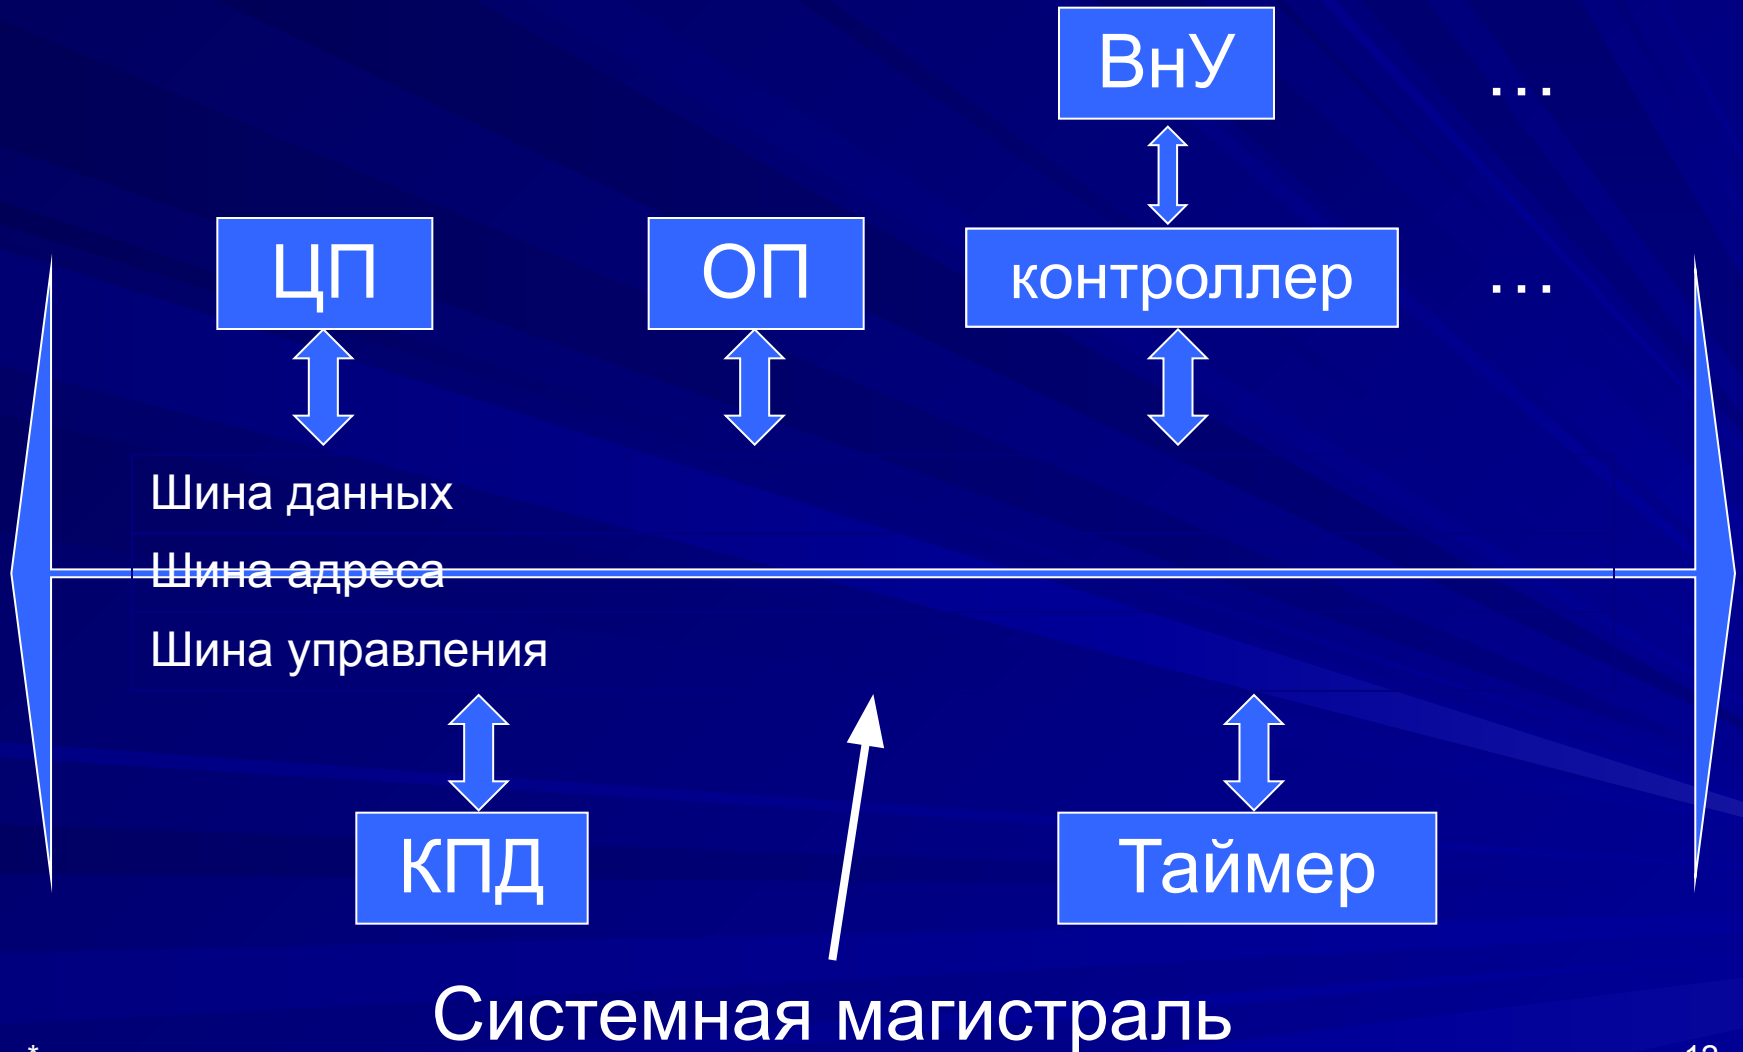 ВнУ
…
ЦП
ОП
контроллер
…
Шина данных
Шина адреса
Шина управления
КПД
Таймер
Системная магистраль
*